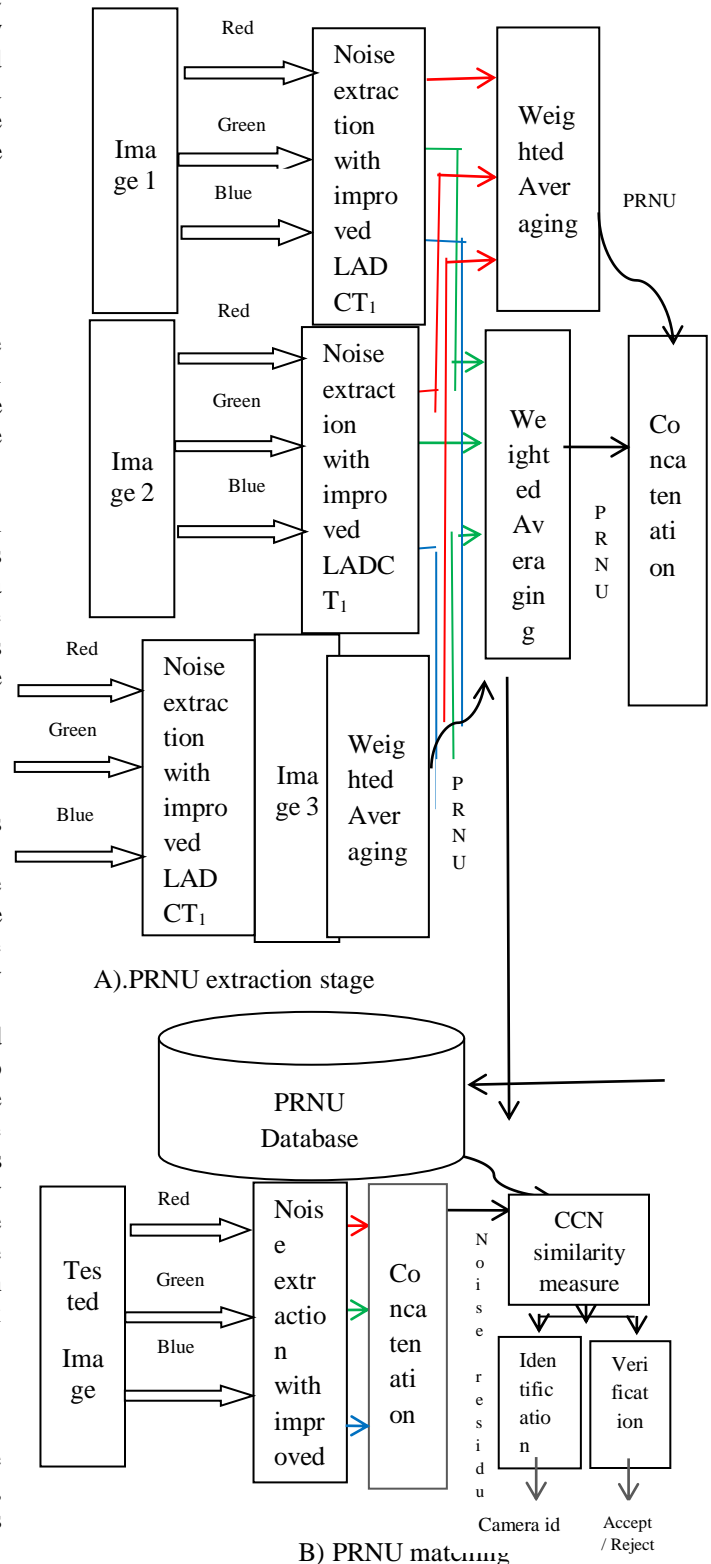 Red
Green
Blue
Ima
ge 1
Noise
extrac
tion
with
impro
ved
LAD
CT₁
Weig
hted
Aver
aging
PRNU
Red
Green
Blue
Ima
ge 2
Noise
extract
ion
with
impro
ved
LADC
T₁
We
ight
ed
Av
era
gin
g
P
R
N
U
Co
nca
ten
ati
on
Red
Green
Blue
Noise
extrac
tion
with
impro
ved
LAD
CT₁
Ima
ge 3
Weig
hted
Aver
aging
P
R
N
U
A).PRNU extraction stage
PRNU
Database
Tes
ted
Ima
ge
Red
Green
Blue
Nois
e
extr
actio
n
with
impr
oved
Co
nca
ten
ati
on
N
o
i
s
e
r
e
s
i
d
u
CCN
similarity
measure
Iden
tific
atio
n
Veri
ficat
ion
Camera id
Accept
/ Reject
B) PRNU matching